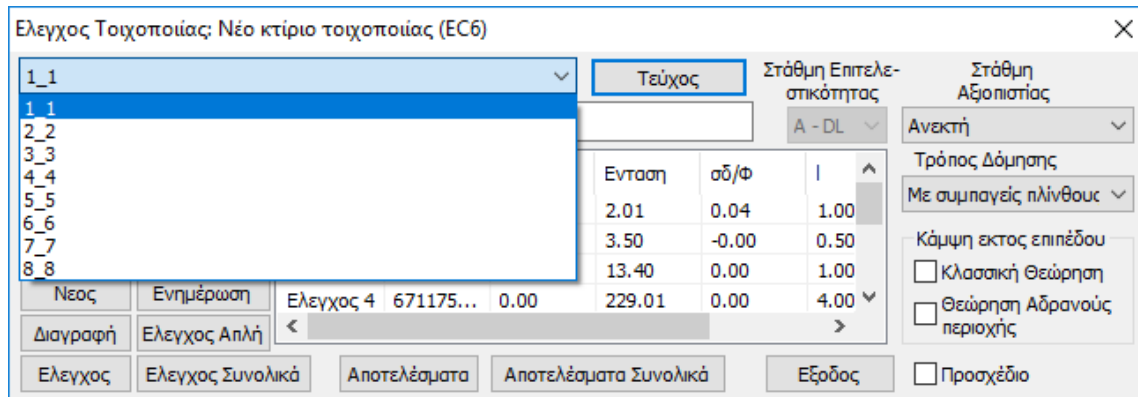 Ελεγχος Τοιχοποιίας: Νέο κτίριο τοιχοποιίας (EC6)
1_1
Τεύχος
Στάθμη Επιτελε-
στικότητας
Στάθμη
Αξιοπιστίας
1_1
2_2
3_3
4_4
5_5
6_6
7_7
8_8
A - DL
Ανεκτή
Τρόπος Δόμησης
Με συμπαγείς πλίνθους
Ενταση σδ/Φ l
2.01 0.04 1.00
3.50 -0.00 0.50
13.40 0.00 1.00
Ελεγχος 4 671175... 0.00 229.01 0.00 4.00
Κάμψη εκτος επιπέδου
Κλασσική Θεώρηση
Θεώρηση Αδρανούς
περιοχής
Νεος Ενημέρωση
Διαγραφή Ελεγχος Απλή
Ελεγχος Ελεγχος Συνολικά Αποτελέσματα Αποτελέσματα Συνολικά Εξοδος Προσχέδιο